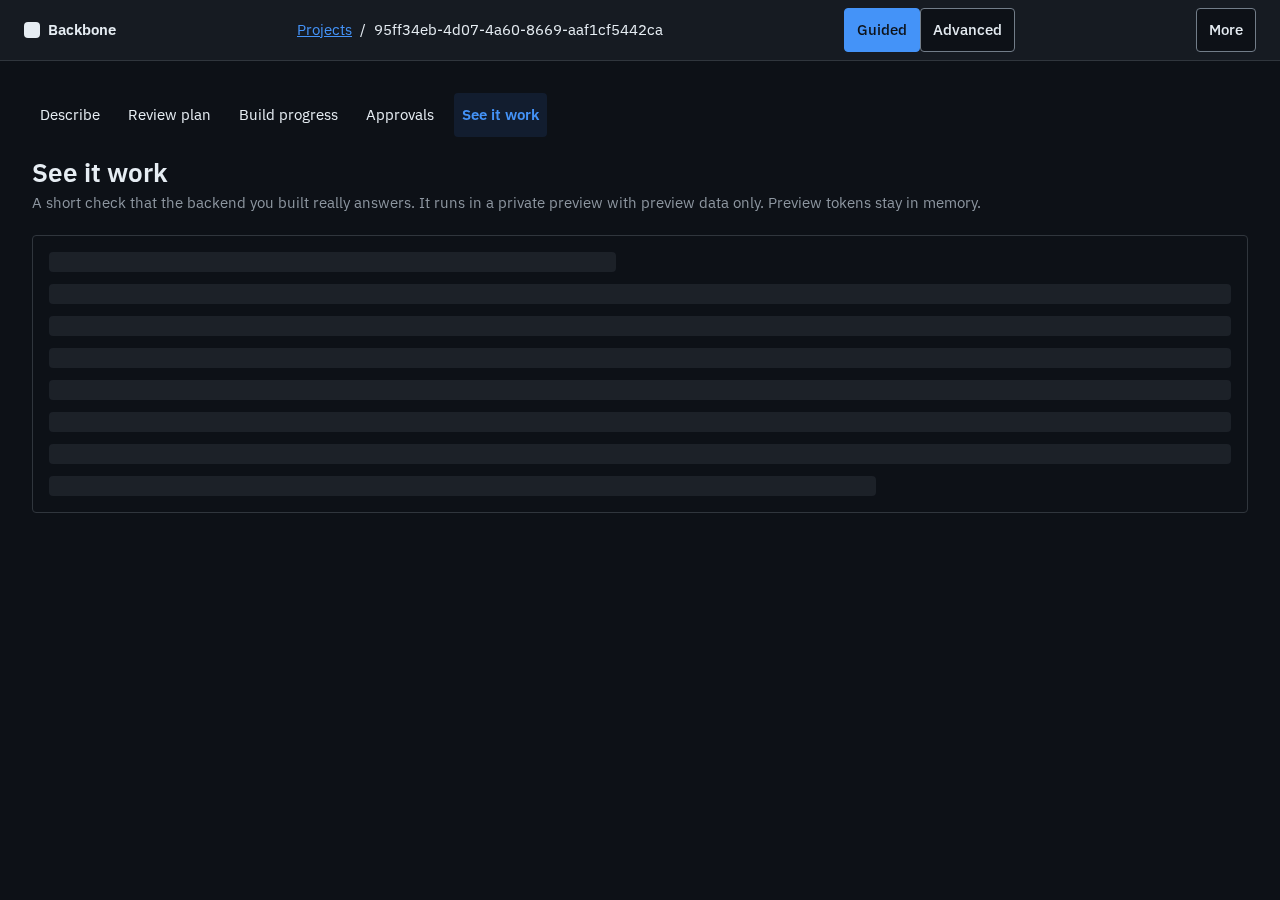 Backbone
Projects / 95ff34eb-4d07-4a60-8669-aaf1cf5442ca
Guided
Advanced
More
Describe
Review plan
Build progress
Approvals
See it work
See it work
A short check that the backend you built really answers. It runs in a private preview with preview data only. Preview tokens stay in memory.